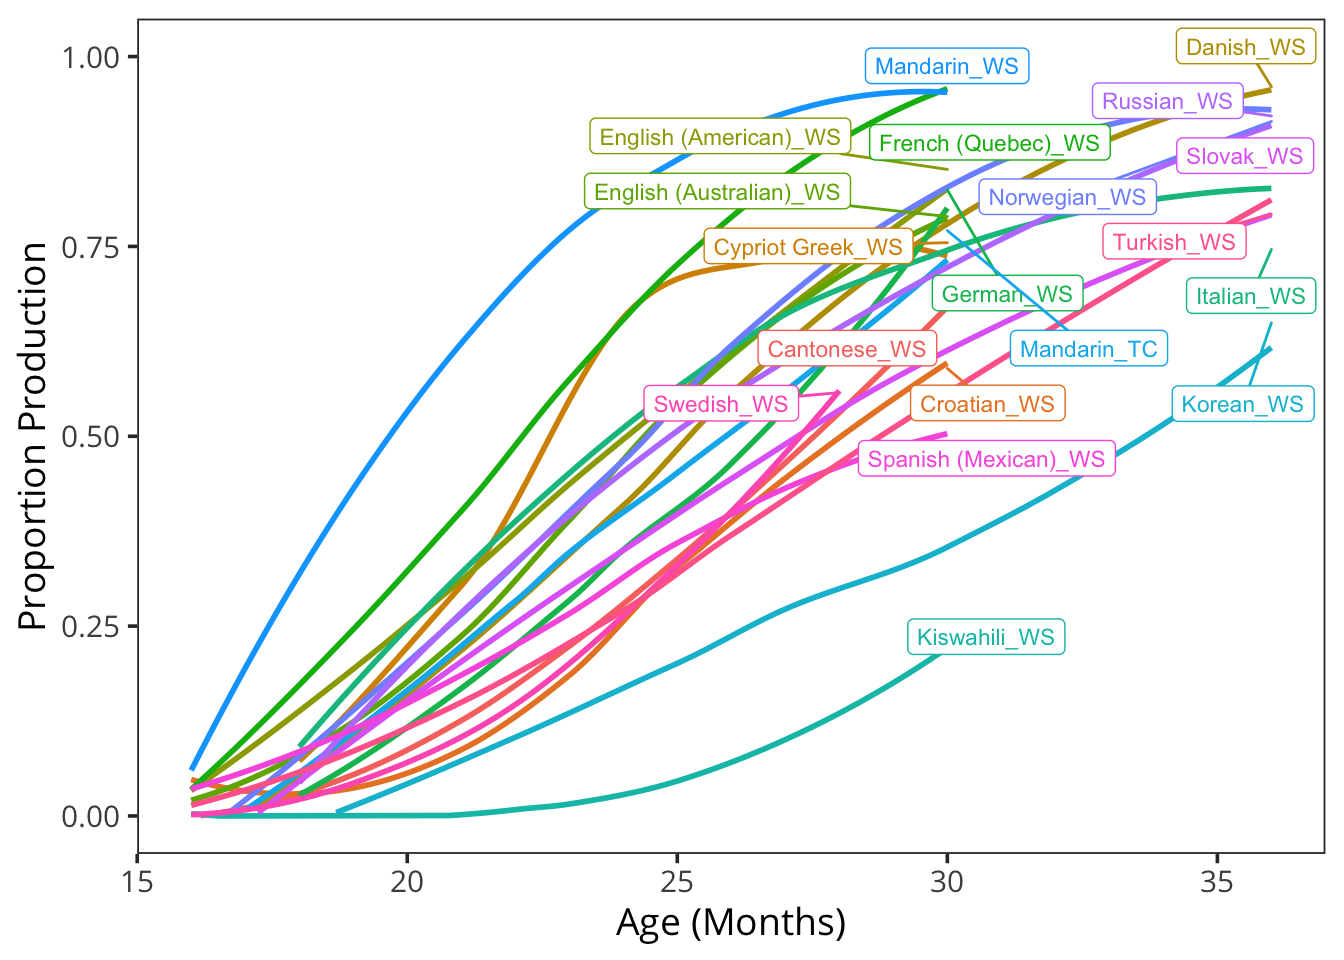 Proportion Production
1.00
0.75
0.50
0.25
0.00
Danish_WS
Mandarin_WS
Russian_WS
English (American)_WS
French (Quebec)_WS
Slovak_WS
English (Australian)_WS
Norwegian_WS
Cypriot Greek_WS
Turkish_WS
German_WS
Italian_WS
Cantonese_WS
Mandarin_TC
Swedish_WS
Croatian_WS
Korean_WS
Spanish (Mexican)_WS
Kiswahili_WS
15
20
25
30
35
Age (Months)